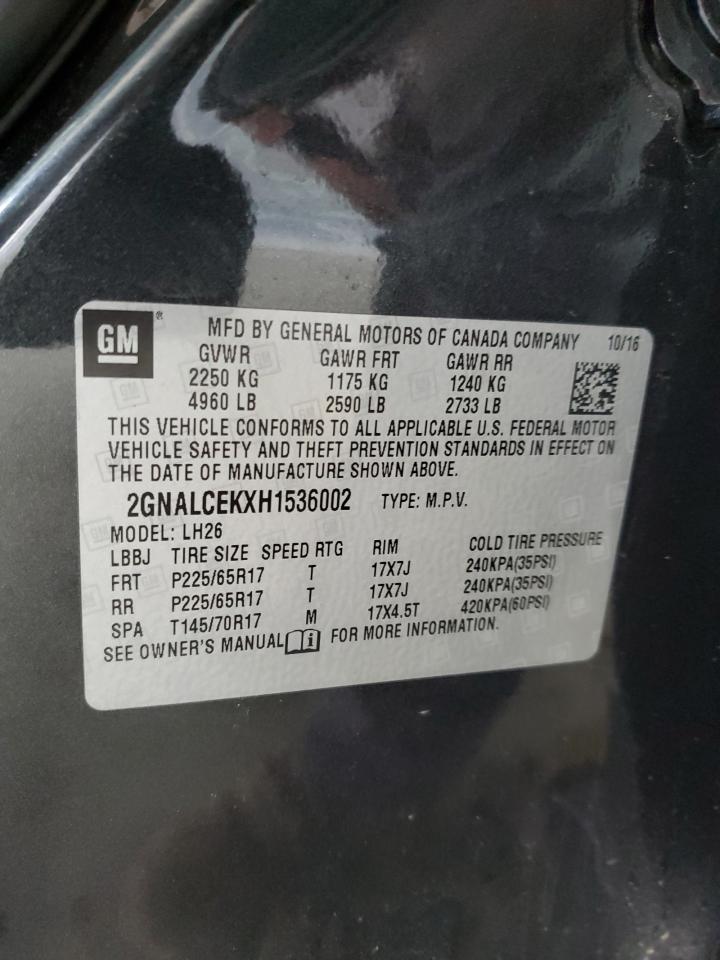 GM ® MFD BY GENERAL MOTORS OF CANADA COMPANY 10/16
GVWR GAWR FRT GAWR RR
2250 KG 1175 KG 1240 KG
4960 LB 2590 LB 2733 LB
THIS VEHICLE CONFORMS TO ALL APPLICABLE U.S. FEDERAL MOTOR
VEHICLE SAFETY AND THEFT PREVENTION STANDARDS IN EFFECT ON
THE DATE OF MANUFACTURE SHOWN ABOVE.
2GNALCEKXH1536002 TYPE: M.P.V.
MODEL: LH26
LBBJ TIRE SIZE SPEED RTG RIM COLD TIRE PRESSURE
FRT P225/65R17 T 17X7J 240KPA(35PSI)
RR P225/65R17 T 17X7J 240KPA(35PSI)
SPA T145/70R17 M 17X4.5T 420KPA(60PSI)
SEE OWNER'S MANUAL i FOR MORE INFORMATION.